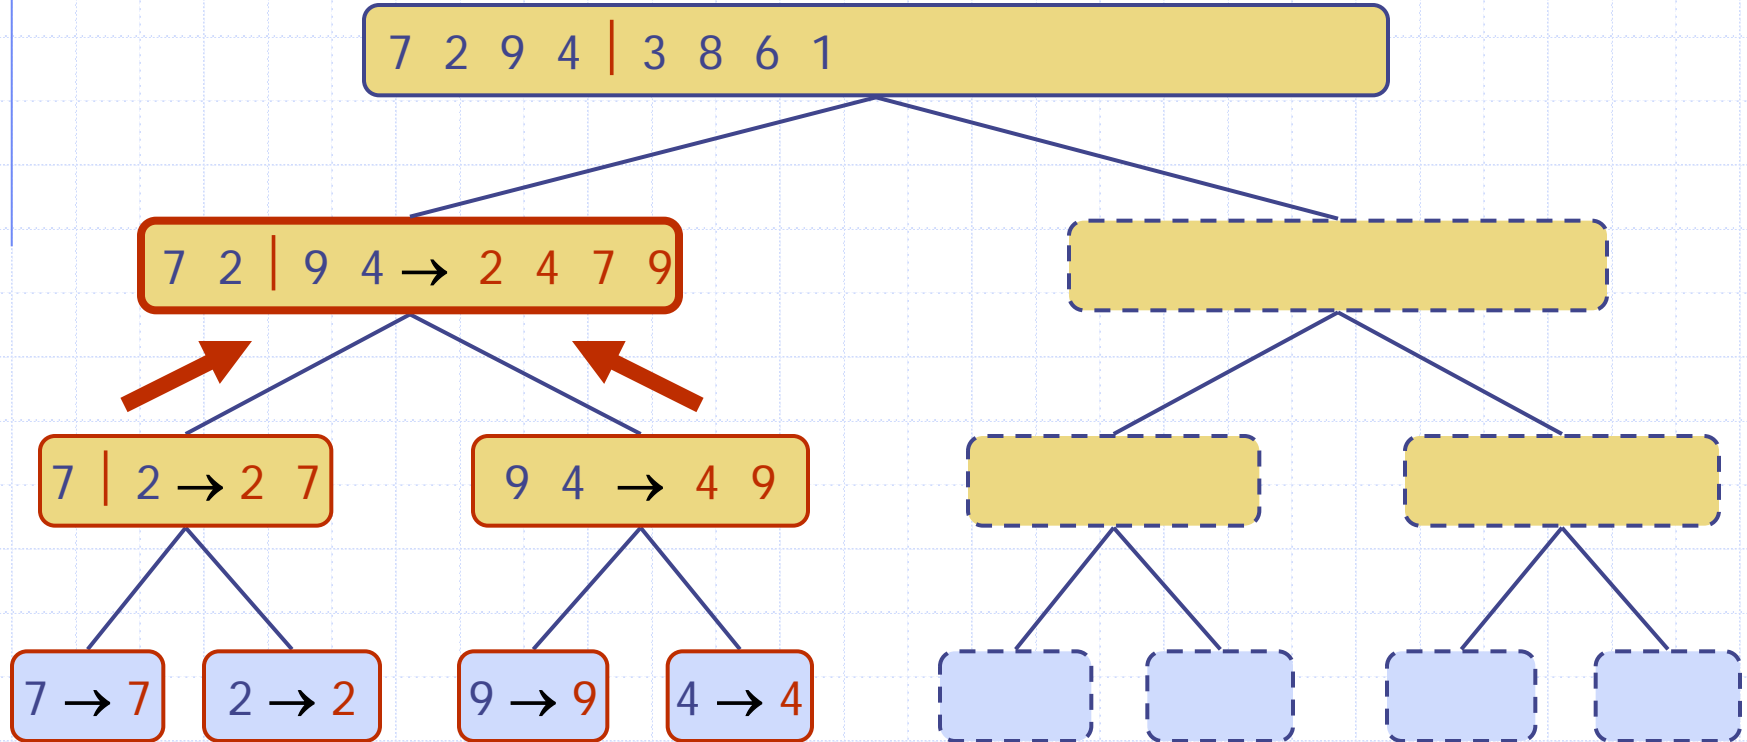 7 2 9 4 | 3 8 6 1
7 2 | 9 4 → 2 4 7 9
7 | 2 → 2 7
9 4 → 4 9
7 → 7
2 → 2
9 → 9
4 → 4